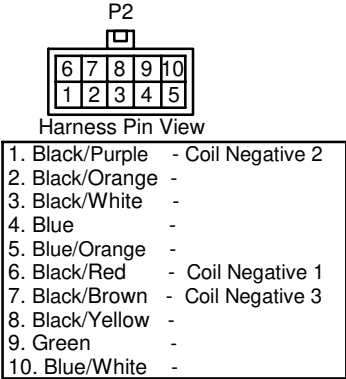 P2
6 7 8 9 10
1 2 3 4 5
Harness Pin View
1. Black/Purple - Coil Negative 2
2. Black/Orange -
3. Black/White -
4. Blue -
5. Blue/Orange -
6. Black/Red - Coil Negative 1
7. Black/Brown - Coil Negative 3
8. Black/Yellow -
9. Green -
10. Blue/White -